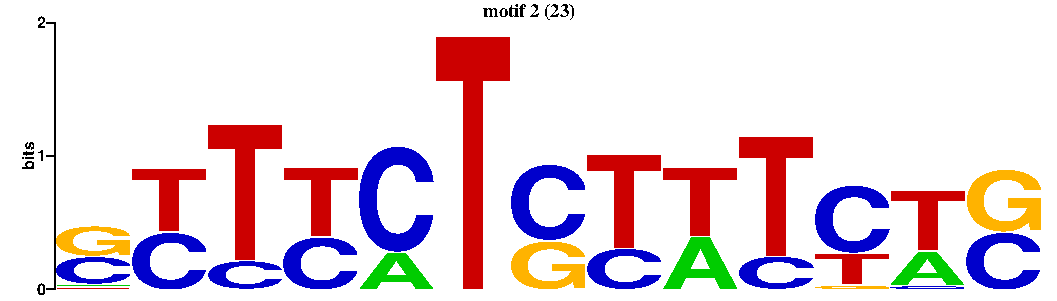 motif 2 (23)
2
1
0
bits
G T T T C T C T T T C T G
C C C C A G C A C T A C